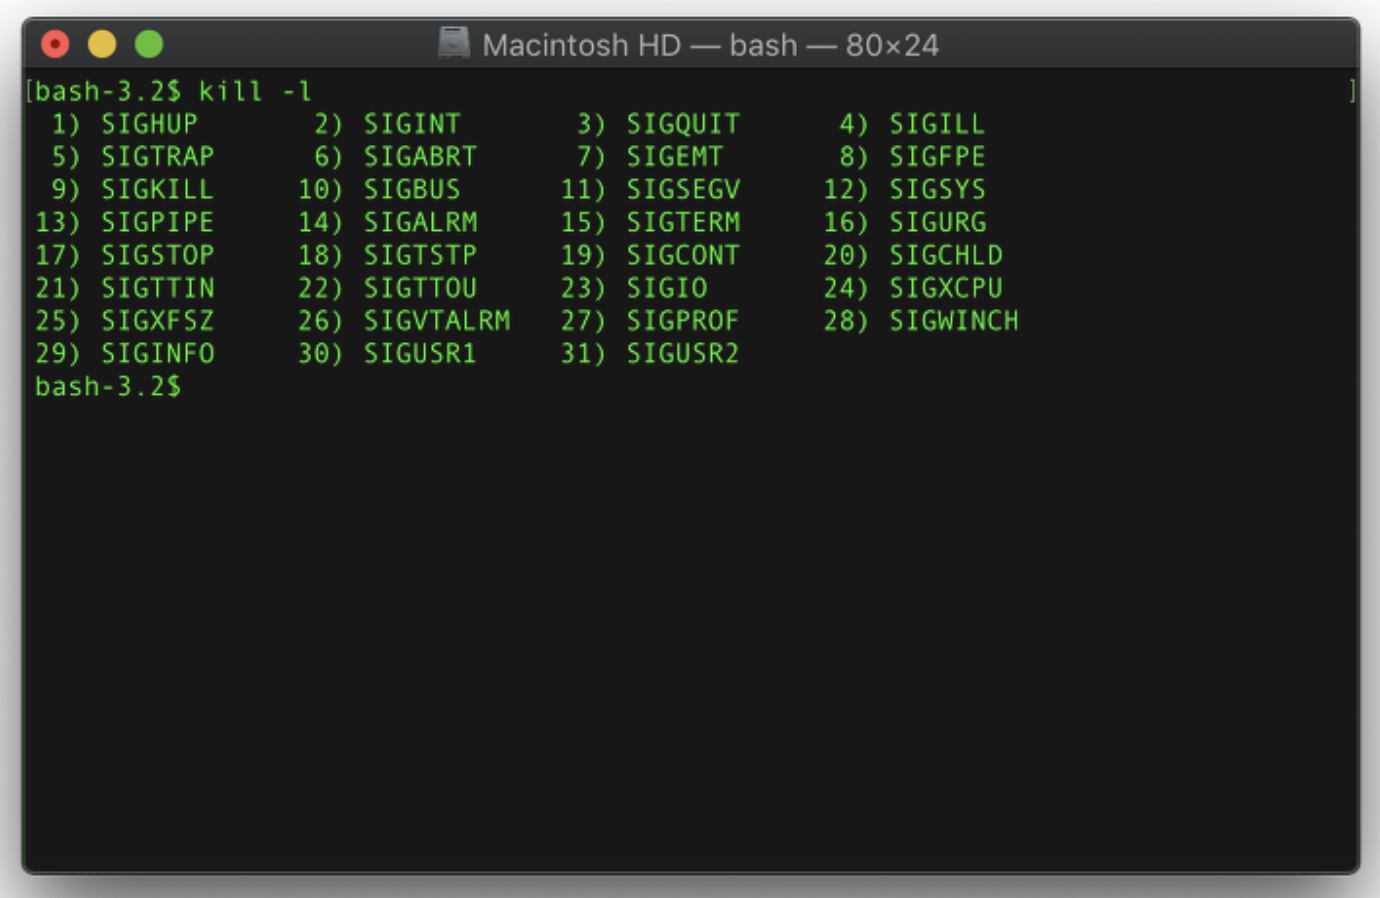 Macintosh HD — bash — 80×24
[bash-3.2$ kill -l ]
 1) SIGHUP       2) SIGINT       3) SIGQUIT      4) SIGILL
 5) SIGTRAP      6) SIGABRT      7) SIGEMT       8) SIGFPE
 9) SIGKILL     10) SIGBUS      11) SIGSEGV     12) SIGSYS
13) SIGPIPE     14) SIGALRM     15) SIGTERM     16) SIGURG
17) SIGSTOP     18) SIGTSTP     19) SIGCONT     20) SIGCHLD
21) SIGTTIN     22) SIGTTOU     23) SIGIO       24) SIGXCPU
25) SIGXFSZ     26) SIGVTALRM   27) SIGPROF     28) SIGWINCH
29) SIGINFO     30) SIGUSR1     31) SIGUSR2
bash-3.2$